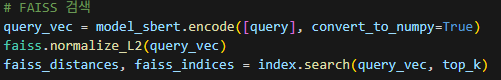 # FAISS 검색
query_vec = model_sbert.encode([query], convert_to_numpy=True)
faiss.normalize_L2(query_vec)
faiss_distances, faiss_indices = index.search(query_vec, top_k)